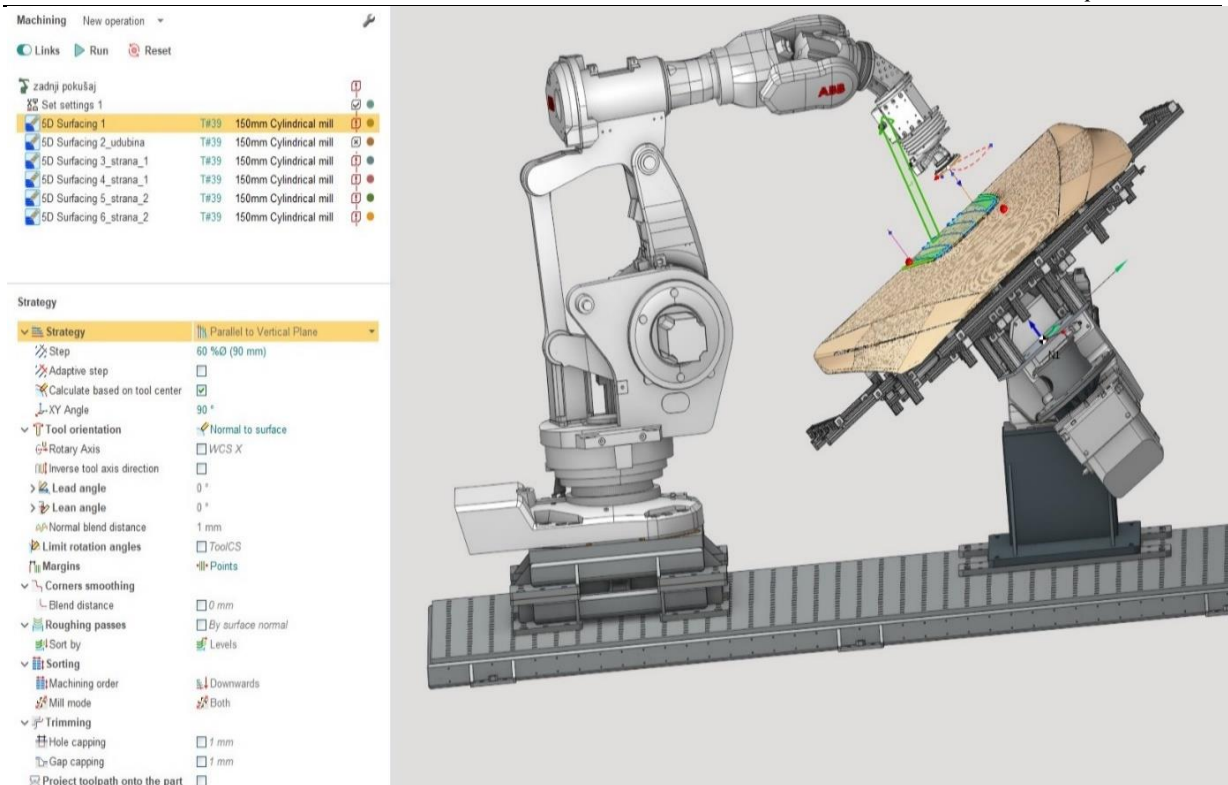 Machining New operation
Links Run Reset
zadnji pokušaj
Set settings 1
5D Surfacing 1 T#39 150mm Cylindrical mill
5D Surfacing 2_udubina T#39 150mm Cylindrical mill
5D Surfacing 3_strana_1 T#39 150mm Cylindrical mill
5D Surfacing 4_strana_1 T#39 150mm Cylindrical mill
5D Surfacing 5_strana_2 T#39 150mm Cylindrical mill
5D Surfacing 6_strana_2 T#39 150mm Cylindrical mill
Strategy
Strategy Parallel to Vertical Plane
Step 60 %Ø (90 mm)
Adaptive step
Calculate based on tool center
XY Angle 90 °
Tool orientation Normal to surface
Rotary Axis WCS X
Inverse tool axis direction
Lead angle 0 °
Lean angle 0 °
Normal blend distance 1 mm
Limit rotation angles ToolCS
Margins Points
Corners smoothing
Blend distance 0 mm
Roughing passes By surface normal
Sort by Levels
Sorting
Machining order Downwards
Mill mode Both
Trimming
Hole capping 1 mm
Gap capping 1 mm
Project toolpath onto the part
ABB
N1